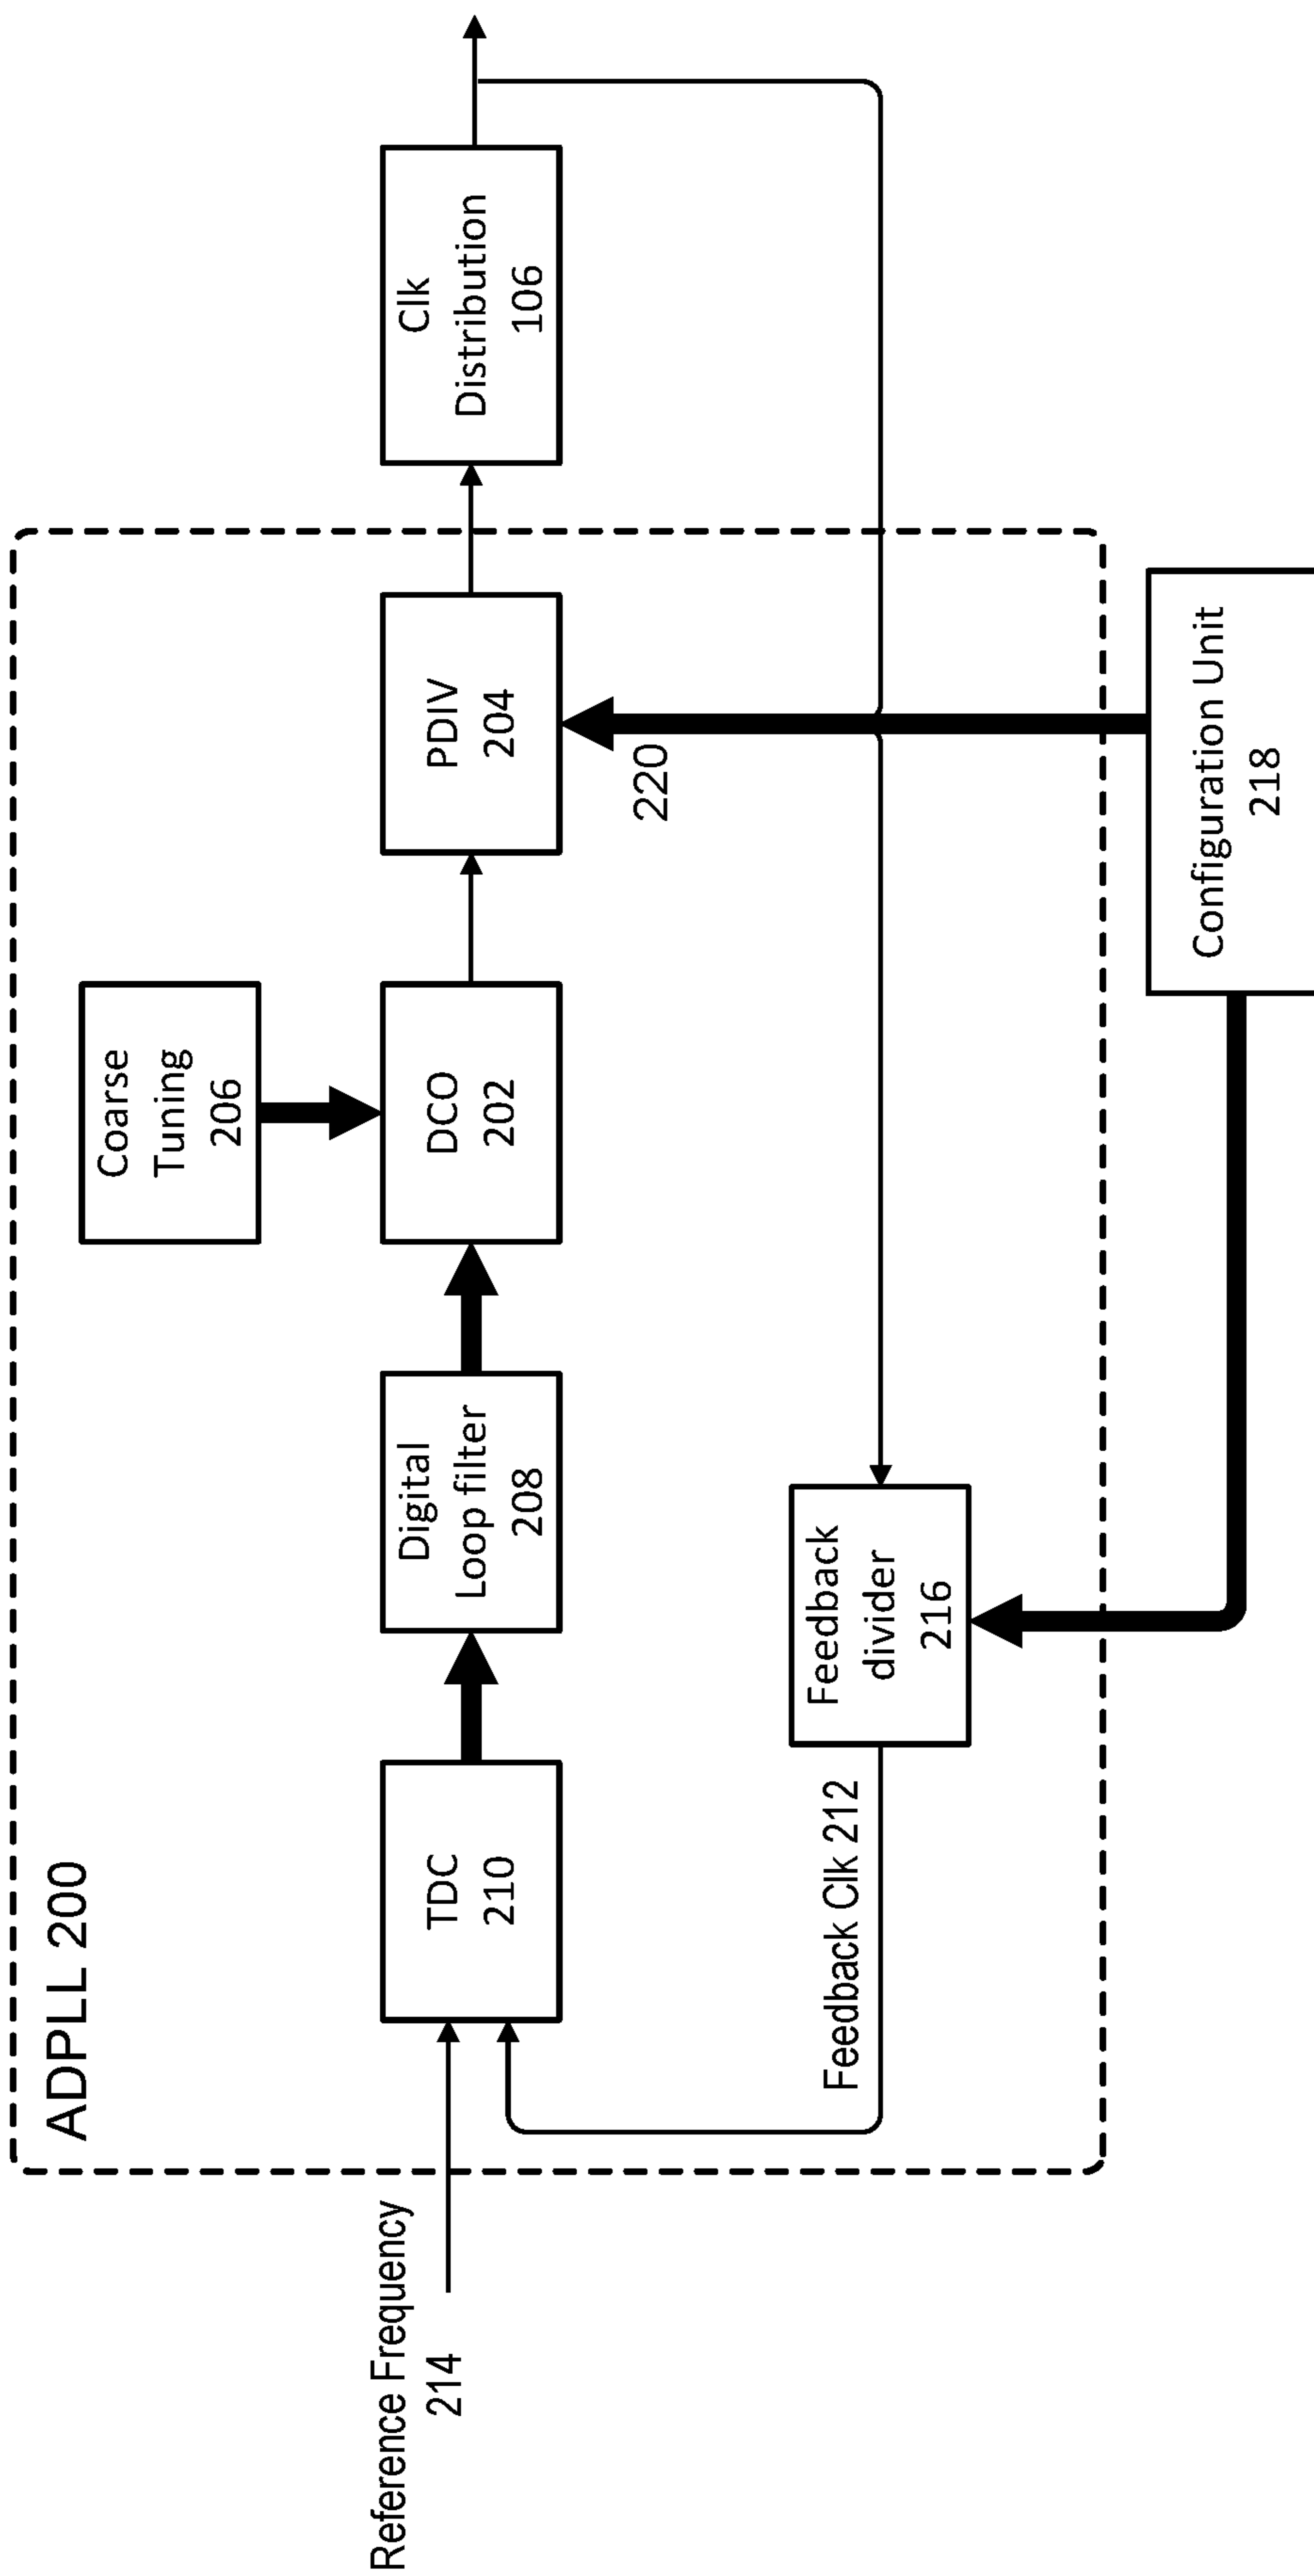 ADPLL 200
Coarse
Tuning
206
Reference Frequency
214
TDC
210
Digital
Loop filter
208
DCO
202
PDIV
204
Clk
Distribution
106
220
Feedback Clk 212
Feedback
divider
216
Configuration Unit
218